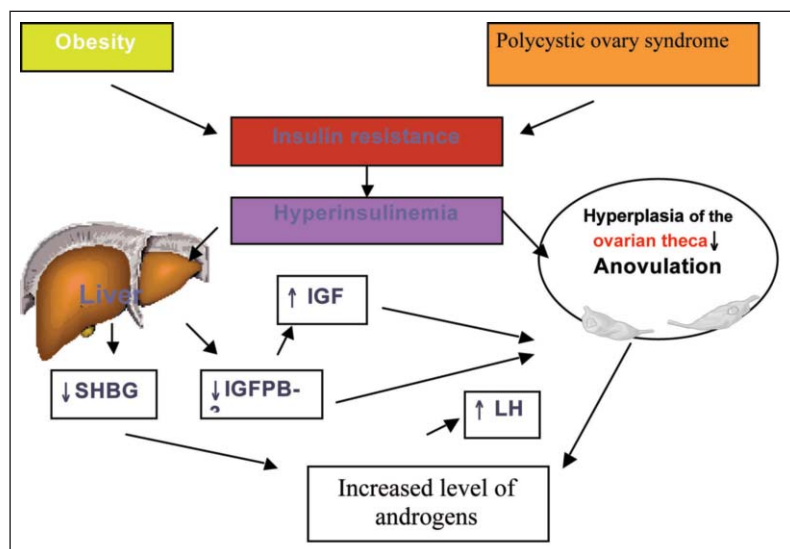 Obesity
Polycystic ovary syndrome
Insulin resistance
Hyperinsulinemia
Hyperplasia of the
ovarian theca↓
Anovulation
Liver
↑ IGF
↓SHBG
↓IGFPB-
↑ LH
Increased level of
androgens